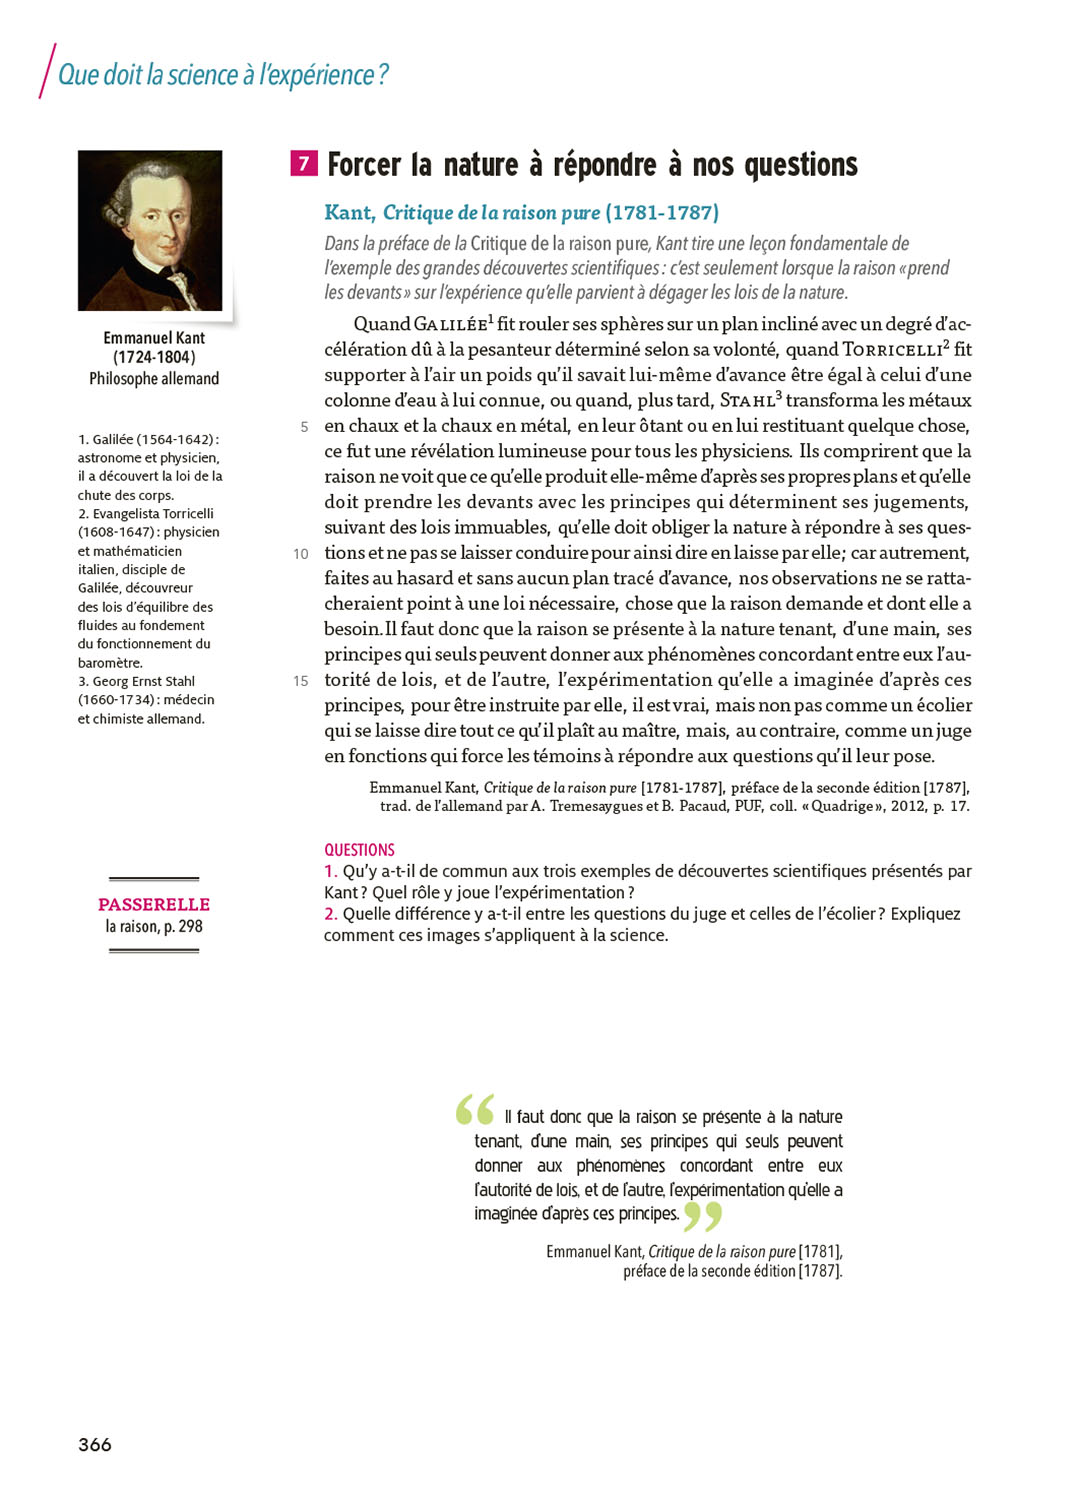 Que doit la science à l'expérience ?
Emmanuel Kant
(1724-1804)
Philosophe allemand
1. Galilée (1564-1642) :
astronome et physicien,
il a découvert la loi de la
chute des corps.
2. Evangelista Torricelli
(1608-1647) : physicien
et mathématicien
italien, disciple de
Galilée, découvreur
des lois d'équilibre des
fluides au fondement
du fonctionnement du
baromètre.
3. Georg Ernst Stahl
(1660-1734) : médecin
et chimiste allemand.
PASSERELLE
la raison, p. 298
7 Forcer la nature à répondre à nos questions
Kant, Critique de la raison pure (1781-1787)
Dans la préface de la Critique de la raison pure, Kant tire une leçon fondamentale de
l'exemple des grandes découvertes scientifiques : c'est seulement lorsque la raison « prend
les devants » sur l'expérience qu'elle parvient à dégager les lois de la nature.
Quand GALILÉE¹ fit rouler ses sphères sur un plan incliné avec un degré d'ac-
célération dû à la pesanteur déterminé selon sa volonté, quand TORRICELLI² fit
supporter à l'air un poids qu'il savait lui-même d'avance être égal à celui d'une
colonne d'eau à lui connue, ou quand, plus tard, STAHL³ transforma les métaux
5 en chaux et la chaux en métal, en leur ôtant ou en lui restituant quelque chose,
ce fut une révélation lumineuse pour tous les physiciens. Ils comprirent que la
raison ne voit que ce qu'elle produit elle-même d'après ses propres plans et qu'elle
doit prendre les devants avec les principes qui déterminent ses jugements,
suivant des lois immuables, qu'elle doit obliger la nature à répondre à ses ques-
10 tions et ne pas se laisser conduire pour ainsi dire en laisse par elle ; car autrement,
faites au hasard et sans aucun plan tracé d'avance, nos observations ne se ratta-
cheraient point à une loi nécessaire, chose que la raison demande et dont elle a
besoin. Il faut donc que la raison se présente à la nature tenant, d'une main, ses
principes qui seuls peuvent donner aux phénomènes concordant entre eux l'au-
15 torité de lois, et de l'autre, l'expérimentation qu'elle a imaginée d'après ces
principes, pour être instruite par elle, il est vrai, mais non pas comme un écolier
qui se laisse dire tout ce qu'il plaît au maître, mais, au contraire, comme un juge
en fonctions qui force les témoins à répondre aux questions qu'il leur pose.
Emmanuel Kant, Critique de la raison pure [1781-1787], préface de la seconde édition [1787],
trad. de l'allemand par A. Tremesaygues et B. Pacaud, PUF, coll. « Quadrige », 2012, p. 17.
QUESTIONS
1. Qu'y a-t-il de commun aux trois exemples de découvertes scientifiques présentés par
Kant ? Quel rôle y joue l'expérimentation ?
2. Quelle différence y a-t-il entre les questions du juge et celles de l'écolier ? Expliquez
comment ces images s'appliquent à la science.
“ Il faut donc que la raison se présente à la nature
tenant, d'une main, ses principes qui seuls peuvent
donner aux phénomènes concordant entre eux
l'autorité de lois, et de l'autre, l'expérimentation qu'elle a
imaginée d'après ces principes. ”
Emmanuel Kant, Critique de la raison pure [1781],
préface de la seconde édition [1787].
366